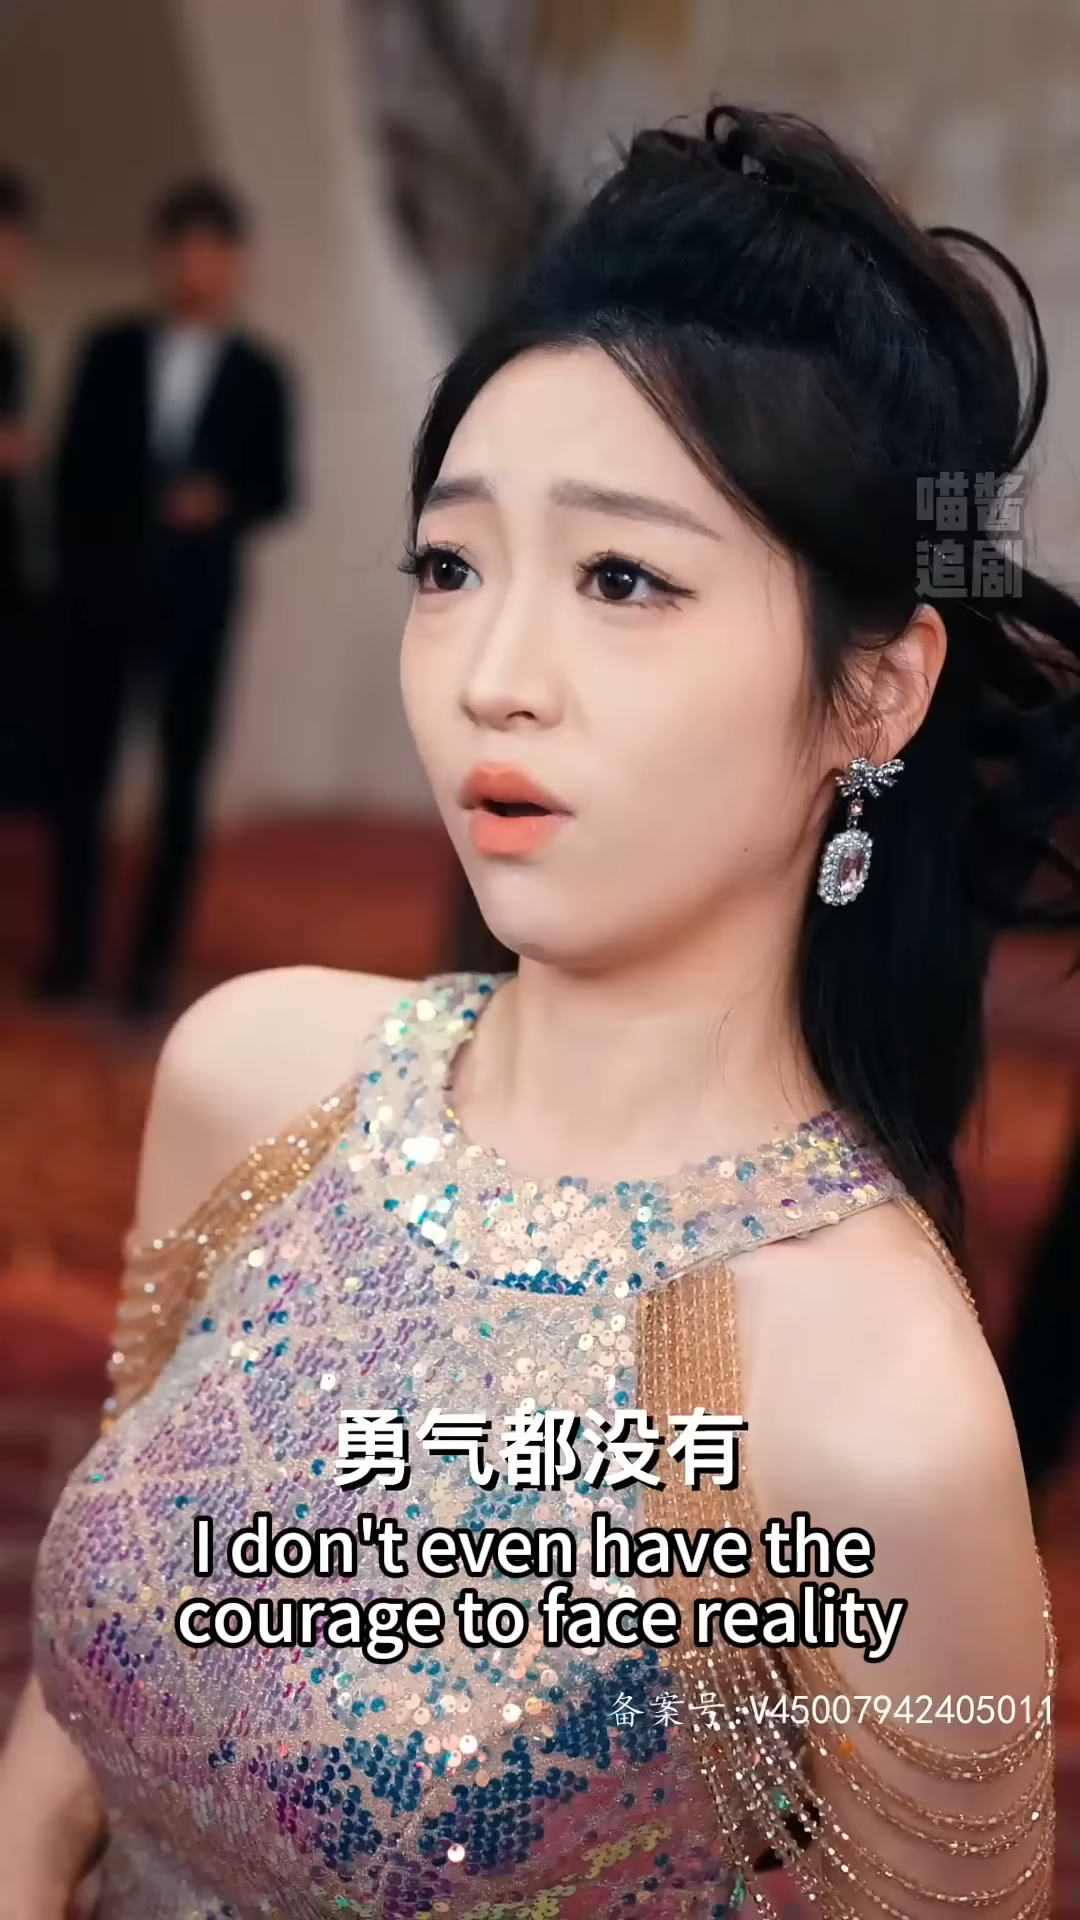 喵酱
追剧
勇气都没有
I don't even have the
courage to face reality
备案号:V45007942405011